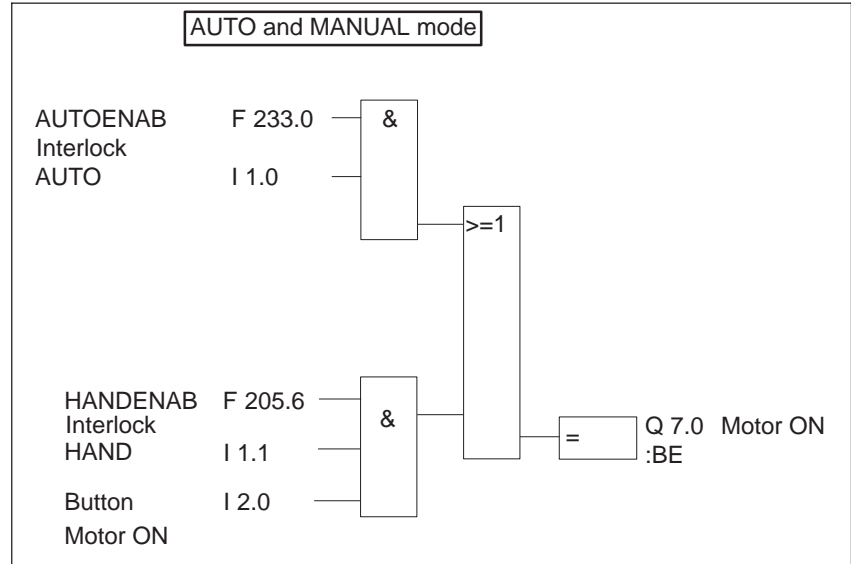 AUTO and MANUAL mode
AUTOENAB F 233.0 &
Interlock
AUTO I 1.0
>=1
HANDENAB F 205.6
Interlock &
HAND I 1.1
= Q 7.0 Motor ON
:BE
Button I 2.0
Motor ON